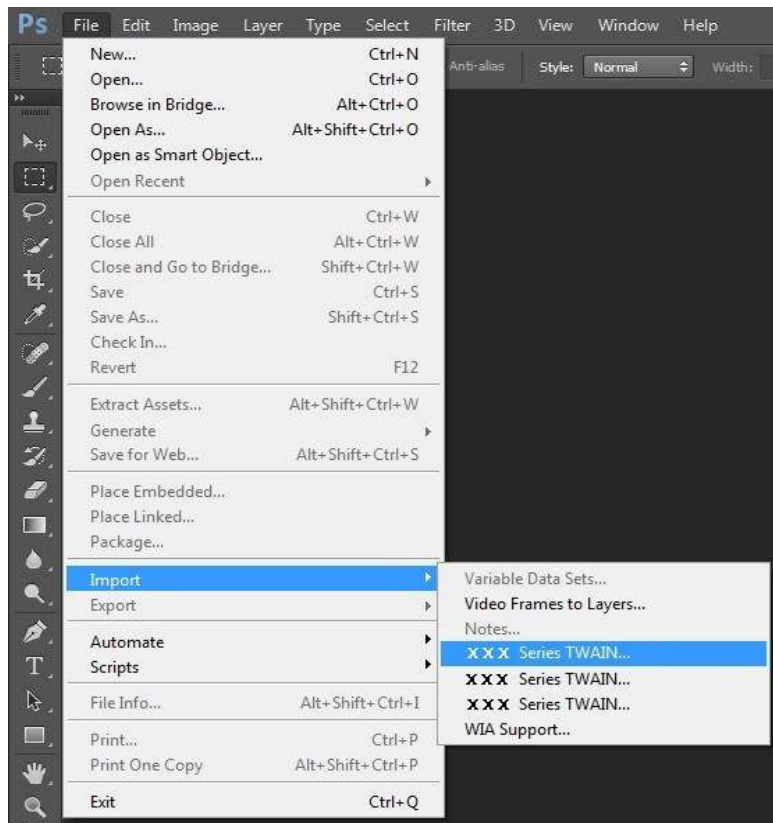 Ps File Edit Image Layer Type Select Filter 3D View Window Help
Anti-alias Style: Normal Width:
New... Ctrl+N
Open... Ctrl+O
Browse in Bridge... Alt+Ctrl+O
Open As... Alt+Shift+Ctrl+O
Open as Smart Object...
Open Recent
Close Ctrl+W
Close All Alt+Ctrl+W
Close and Go to Bridge... Shift+Ctrl+W
Save Ctrl+S
Save As... Shift+Ctrl+S
Check In...
Revert F12
Extract Assets... Alt+Shift+Ctrl+W
Generate
Save for Web... Alt+Shift+Ctrl+S
Place Embedded...
Place Linked...
Package...
Import
Export
Automate
Scripts
File Info... Alt+Shift+Ctrl+I
Print... Ctrl+P
Print One Copy Alt+Shift+Ctrl+P
Exit Ctrl+Q
Variable Data Sets...
Video Frames to Layers...
Notes...
XXX Series TWAIN...
XXX Series TWAIN...
XXX Series TWAIN...
WIA Support...
T